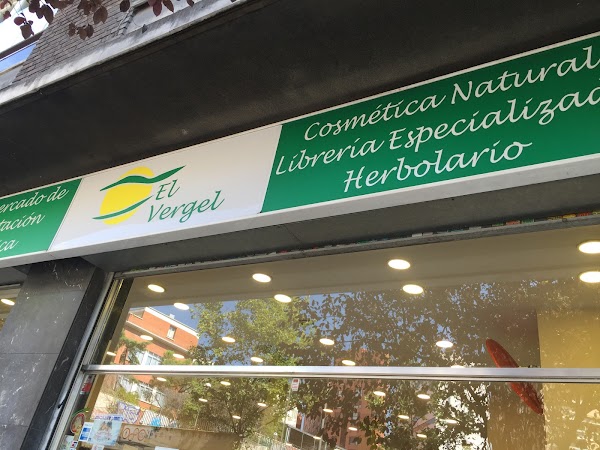 El
Vergel
Cosmética Natural
Librería Especializad
Herbolario